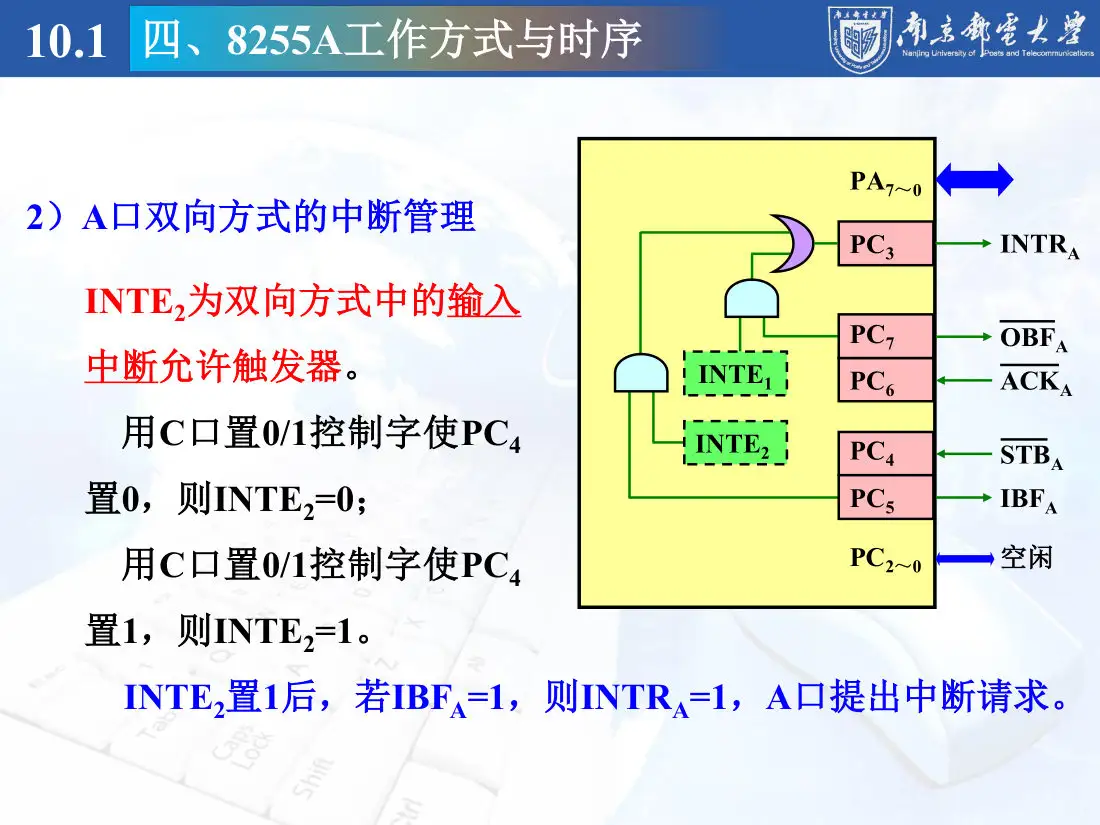 10.1 四、8255A工作方式与时序
南京邮电大学
Nanjing University of Posts and Telecommunications
2）A口双向方式的中断管理
INTE₂为双向方式中的输入
中断允许触发器。
用C口置0/1控制字使PC₄
置0，则INTE₂=0；
用C口置0/1控制字使PC₄
置1，则INTE₂=1。
INTE₂置1后，若IBF_A=1，则INTR_A=1，A口提出中断请求。
PA₇～₀
PC₃ INTR_A
PC₇ O̅B̅F̅_A
INTE₁
PC₆ A̅C̅K̅_A
INTE₂
PC₄ S̅T̅B̅_A
PC₅ IBF_A
PC₂～₀ 空闲